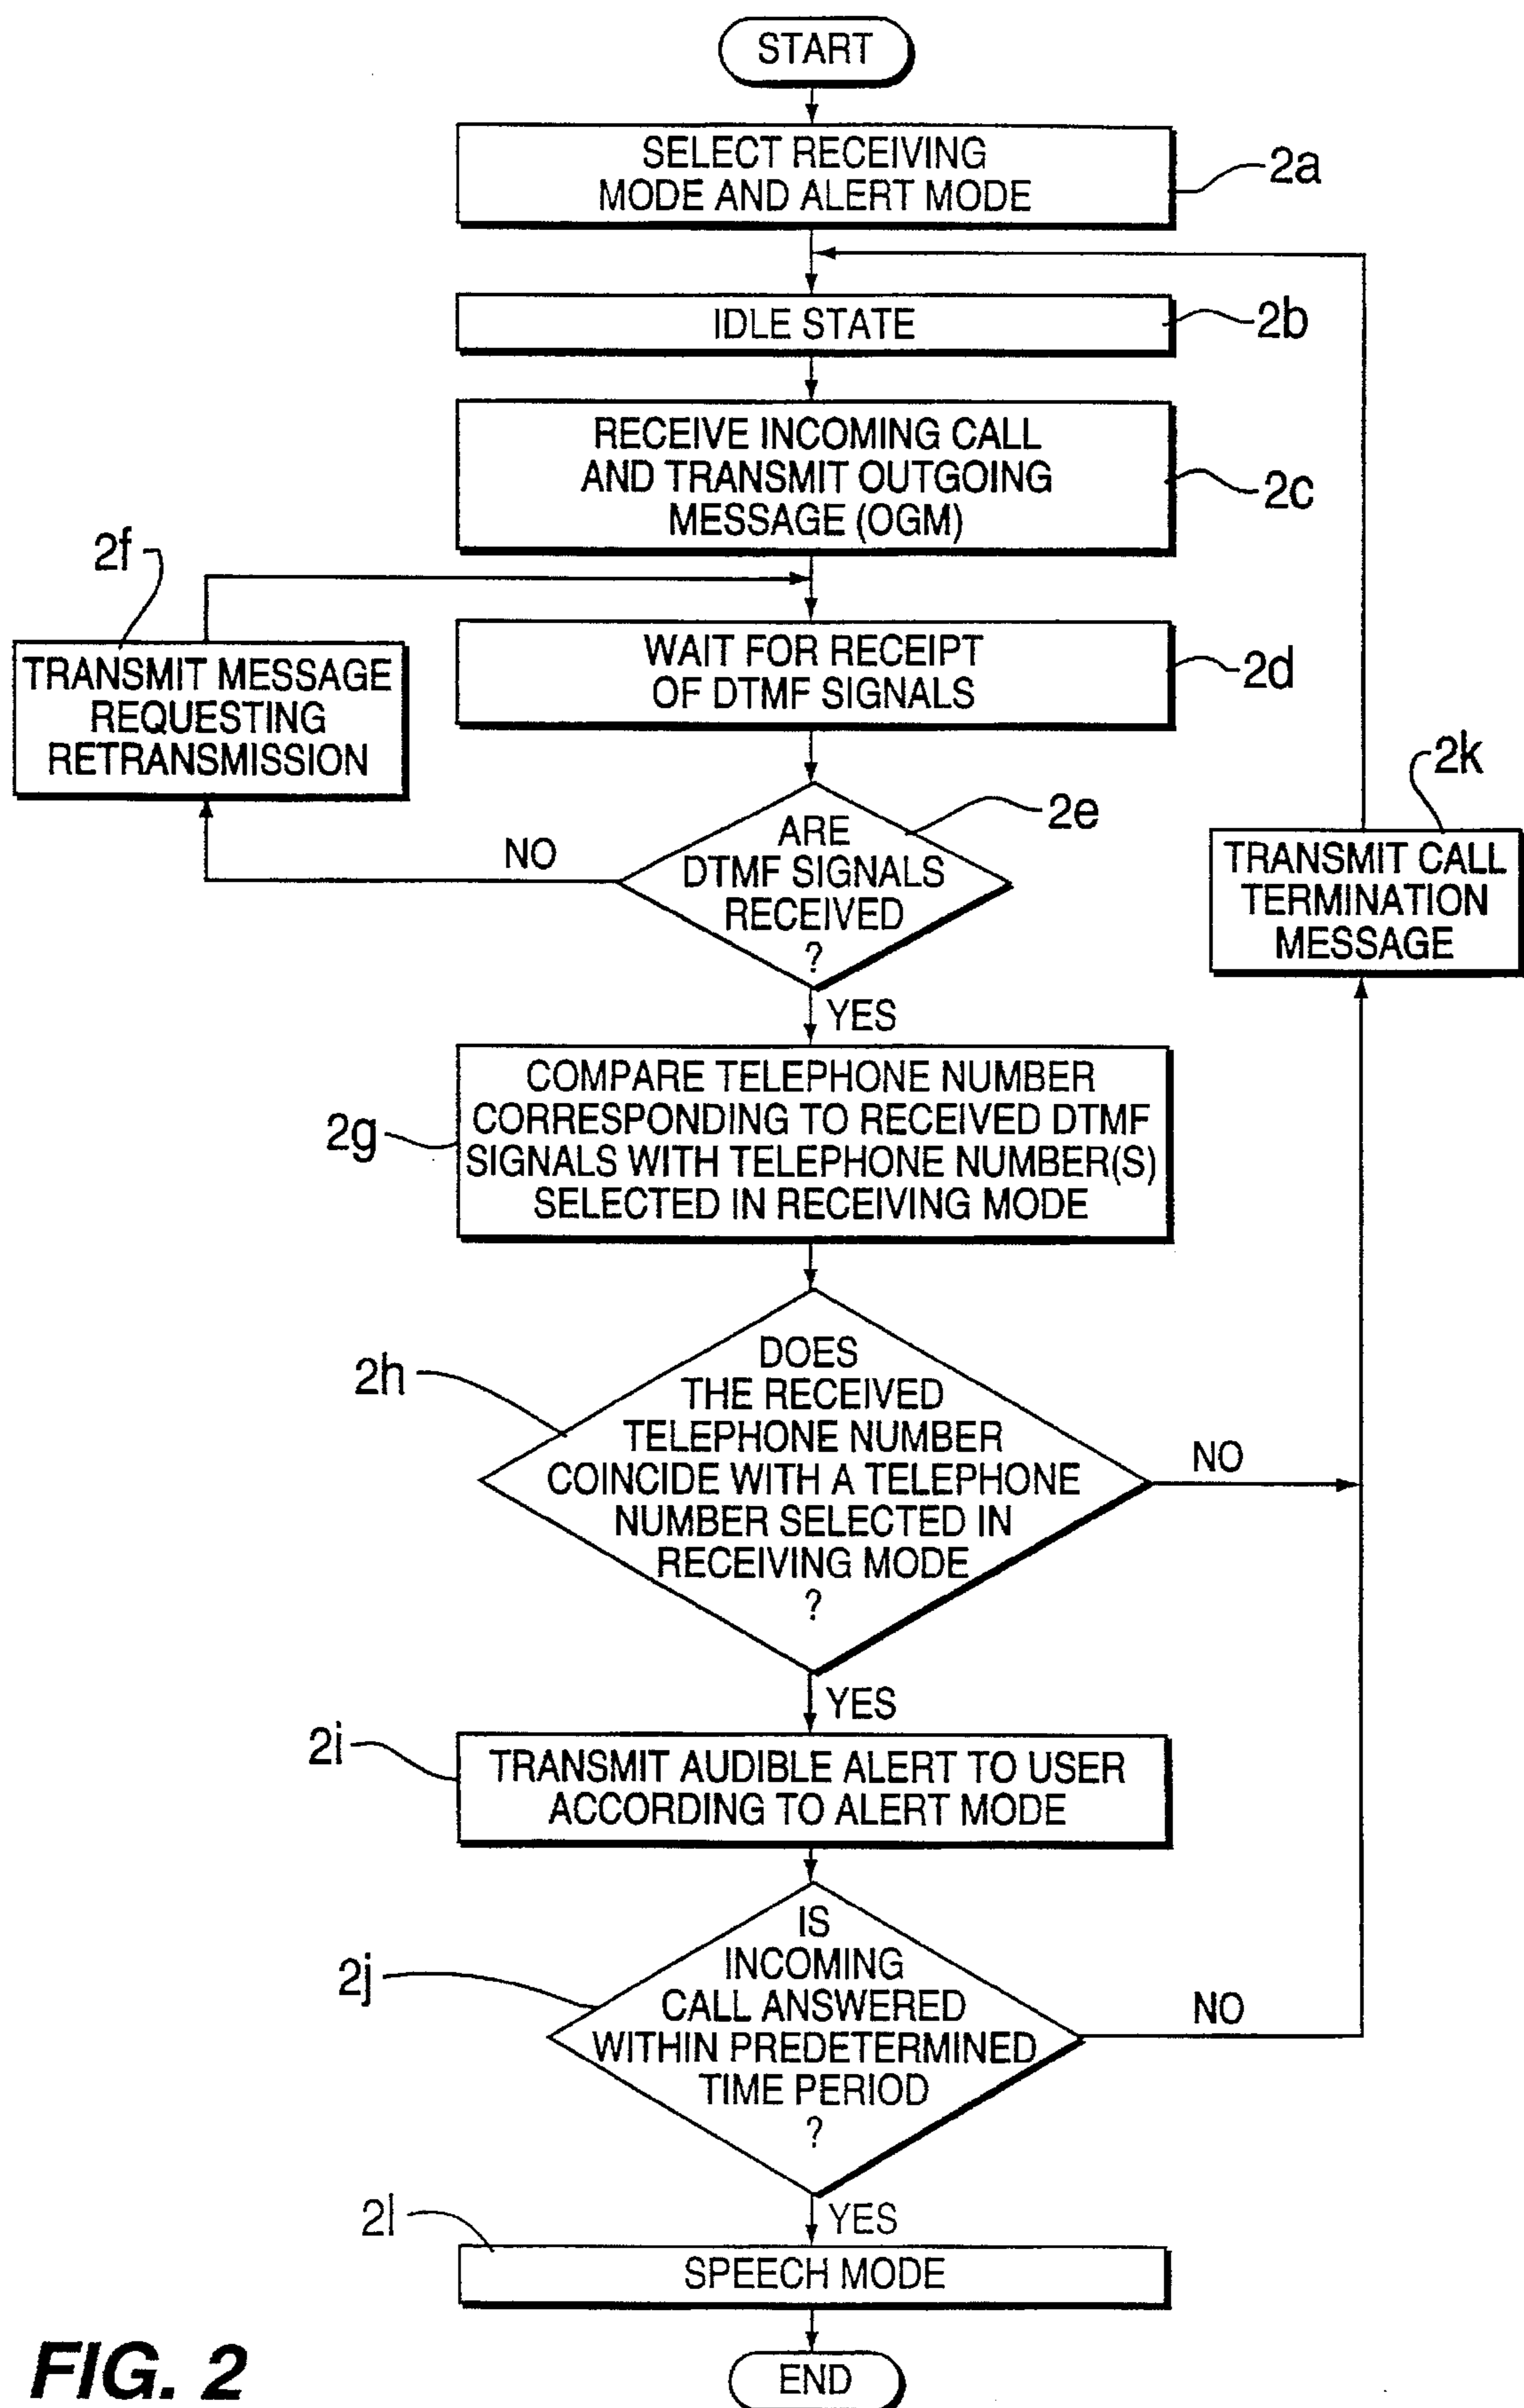 START
SELECT RECEIVING
MODE AND ALERT MODE
2a
IDLE STATE
2b
RECEIVE INCOMING CALL
AND TRANSMIT OUTGOING
MESSAGE (OGM)
2c
2f
TRANSMIT MESSAGE
REQUESTING
RETRANSMISSION
WAIT FOR RECEIPT
OF DTMF SIGNALS
2d
2k
TRANSMIT CALL
TERMINATION
MESSAGE
2e
ARE
DTMF SIGNALS
RECEIVED
?
NO
YES
2g
COMPARE TELEPHONE NUMBER
CORRESPONDING TO RECEIVED DTMF
SIGNALS WITH TELEPHONE NUMBER(S)
SELECTED IN RECEIVING MODE
2h
DOES
THE RECEIVED
TELEPHONE NUMBER
COINCIDE WITH A TELEPHONE
NUMBER SELECTED IN
RECEIVING MODE
?
NO
YES
2i
TRANSMIT AUDIBLE ALERT TO USER
ACCORDING TO ALERT MODE
2j
IS
INCOMING
CALL ANSWERED
WITHIN PREDETERMINED
TIME PERIOD
?
NO
YES
2l
SPEECH MODE
END
FIG. 2